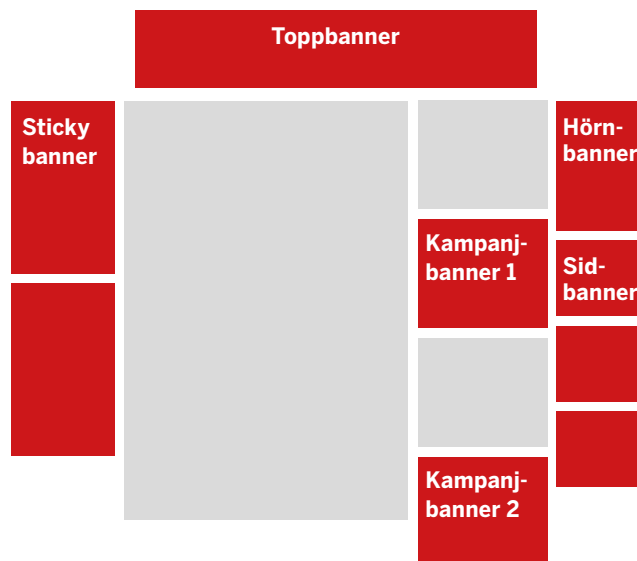 Toppbanner
Sticky
banner
Kampanj-
banner 1
Kampanj-
banner 2
Hörn-
banner
Sid-
banner